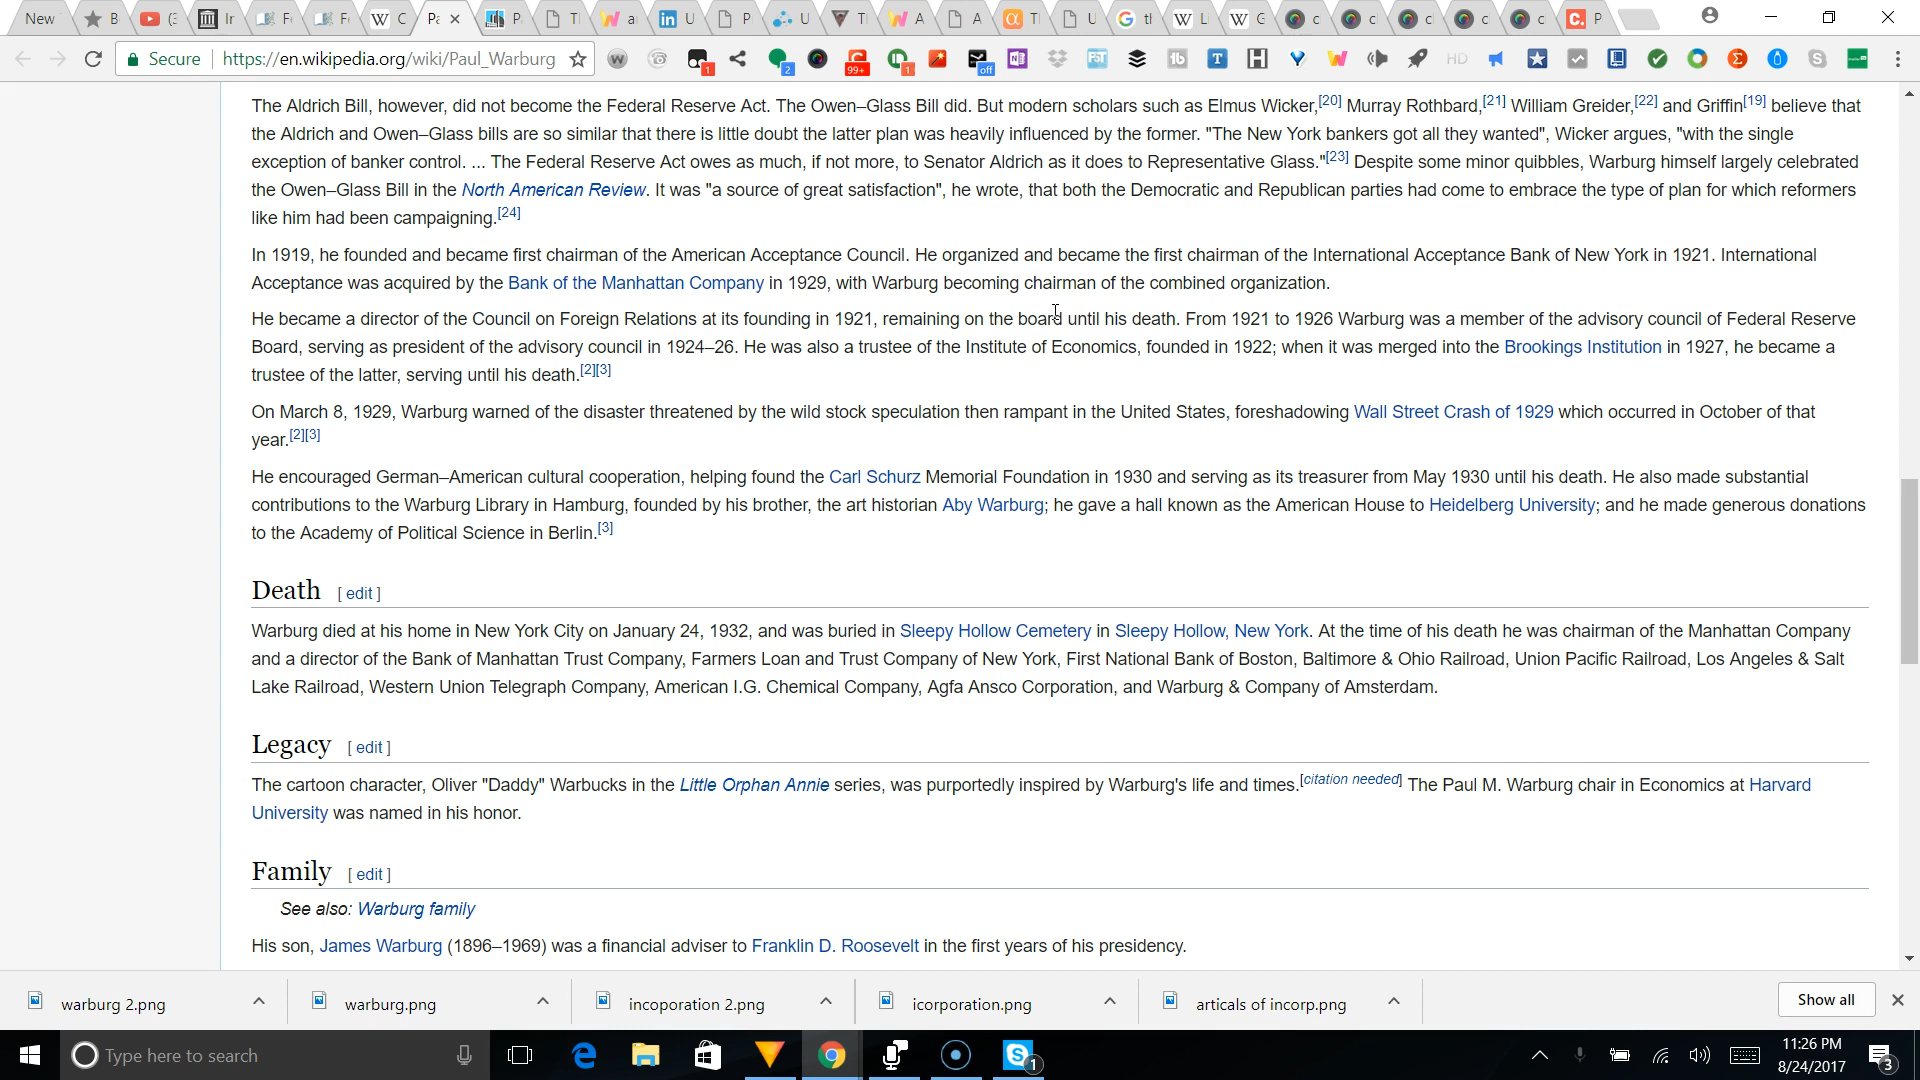 New
B
(3
Ir
F
F
C
Pa
P
Tl
a
U
P
U
T
A
A
T
U
tl
L
G
c
c
c
c
c
P
Secure https://en.wikipedia.org/wiki/Paul_Warburg
The Aldrich Bill, however, did not become the Federal Reserve Act. The Owen–Glass Bill did. But modern scholars such as Elmus Wicker,[20] Murray Rothbard,[21] William Greider,[22] and Griffin[19] believe that
the Aldrich and Owen–Glass bills are so similar that there is little doubt the latter plan was heavily influenced by the former. "The New York bankers got all they wanted", Wicker argues, "with the single
exception of banker control. ... The Federal Reserve Act owes as much, if not more, to Senator Aldrich as it does to Representative Glass."[23] Despite some minor quibbles, Warburg himself largely celebrated
the Owen–Glass Bill in the North American Review. It was "a source of great satisfaction", he wrote, that both the Democratic and Republican parties had come to embrace the type of plan for which reformers
like him had been campaigning.[24]
In 1919, he founded and became first chairman of the American Acceptance Council. He organized and became the first chairman of the International Acceptance Bank of New York in 1921. International
Acceptance was acquired by the Bank of the Manhattan Company in 1929, with Warburg becoming chairman of the combined organization.
He became a director of the Council on Foreign Relations at its founding in 1921, remaining on the board until his death. From 1921 to 1926 Warburg was a member of the advisory council of Federal Reserve
Board, serving as president of the advisory council in 1924–26. He was also a trustee of the Institute of Economics, founded in 1922; when it was merged into the Brookings Institution in 1927, he became a
trustee of the latter, serving until his death.[2][3]
On March 8, 1929, Warburg warned of the disaster threatened by the wild stock speculation then rampant in the United States, foreshadowing Wall Street Crash of 1929 which occurred in October of that
year.[2][3]
He encouraged German–American cultural cooperation, helping found the Carl Schurz Memorial Foundation in 1930 and serving as its treasurer from May 1930 until his death. He also made substantial
contributions to the Warburg Library in Hamburg, founded by his brother, the art historian Aby Warburg; he gave a hall known as the American House to Heidelberg University; and he made generous donations
to the Academy of Political Science in Berlin.[3]
Death [ edit ]
Warburg died at his home in New York City on January 24, 1932, and was buried in Sleepy Hollow Cemetery in Sleepy Hollow, New York. At the time of his death he was chairman of the Manhattan Company
and a director of the Bank of Manhattan Trust Company, Farmers Loan and Trust Company of New York, First National Bank of Boston, Baltimore & Ohio Railroad, Union Pacific Railroad, Los Angeles & Salt
Lake Railroad, Western Union Telegraph Company, American I.G. Chemical Company, Agfa Ansco Corporation, and Warburg & Company of Amsterdam.
Legacy [ edit ]
The cartoon character, Oliver "Daddy" Warbucks in the Little Orphan Annie series, was purportedly inspired by Warburg's life and times.[citation needed] The Paul M. Warburg chair in Economics at Harvard
University was named in his honor.
Family [ edit ]
See also: Warburg family
His son, James Warburg (1896–1969) was a financial adviser to Franklin D. Roosevelt in the first years of his presidency.
warburg 2.png
warburg.png
incoporation 2.png
icorporation.png
articals of incorp.png
Show all
Type here to search
1
11:26 PM
8/24/2017
3